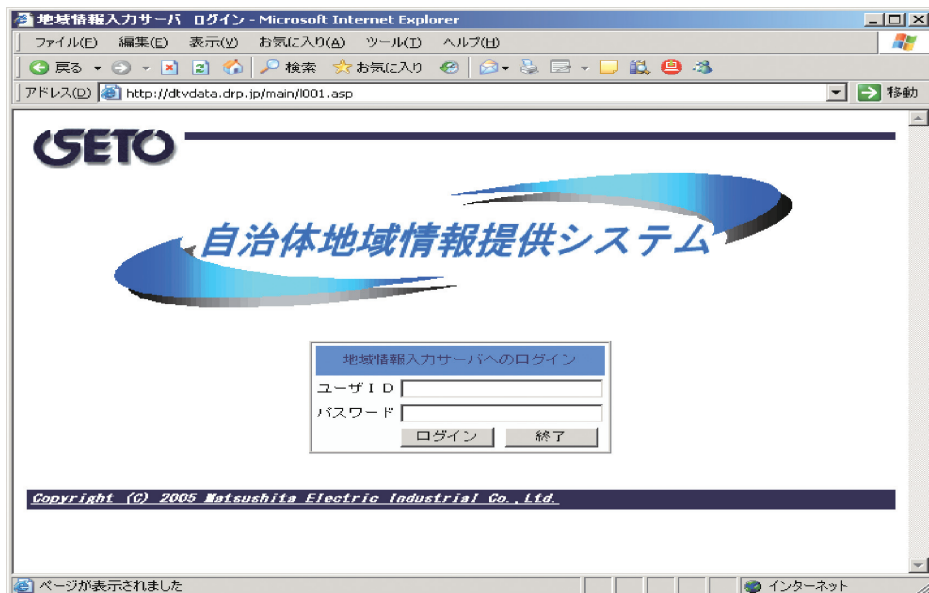 地域情報入力サーバ ログイン - Microsoft Internet Explorer
ファイル(F) 編集(E) 表示(V) お気に入り(A) ツール(T) ヘルプ(H)
戻る 検索 お気に入り
アドレス(D) http://dtvdata.drp.jp/main/l001.asp 移動
SETO
自治体地域情報提供システム
地域情報入力サーバへのログイン
ユーザID
パスワード
ログイン 終了
Copyright (C) 2005 Matsushita Electric Industrial Co.,Ltd.
ページが表示されました インターネット